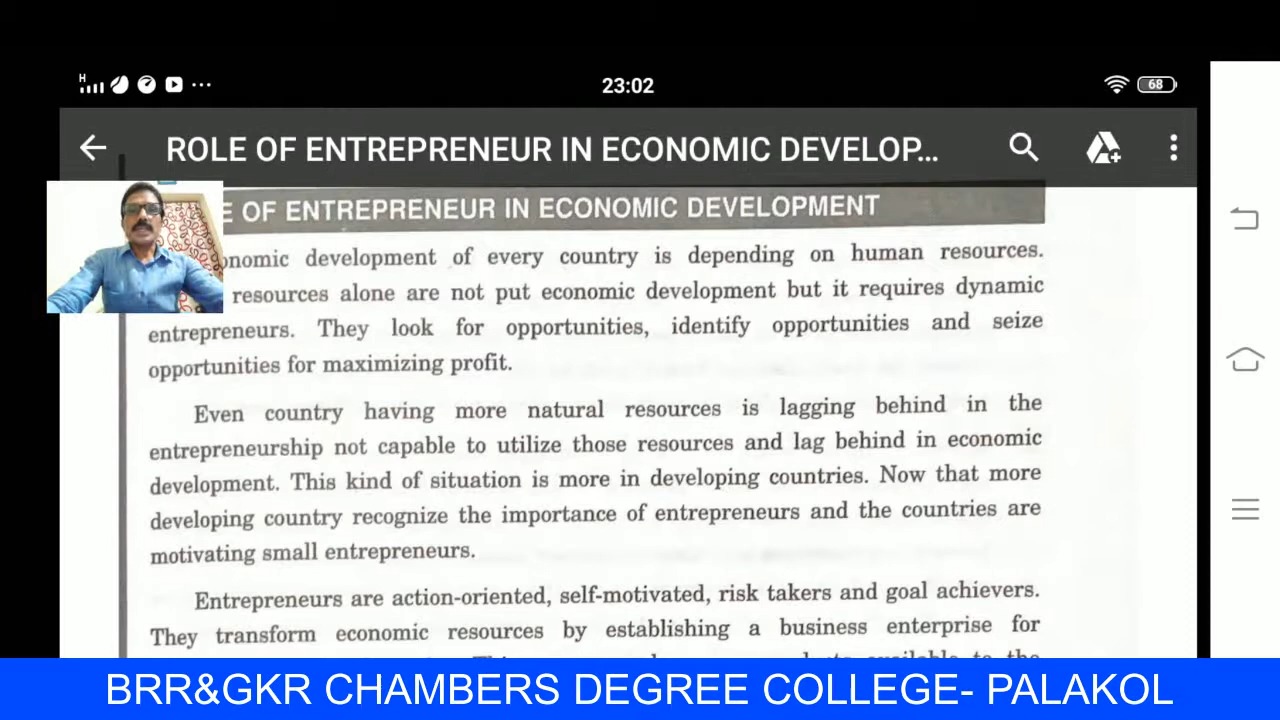 H
23:02
68
ROLE OF ENTREPRENEUR IN ECONOMIC DEVELOP...
E OF ENTREPRENEUR IN ECONOMIC DEVELOPMENT
onomic development of every country is depending on human resources.
resources alone are not put economic development but it requires dynamic
entrepreneurs. They look for opportunities, identify opportunities and seize
opportunities for maximizing profit.
Even country having more natural resources is lagging behind in the
entrepreneurship not capable to utilize those resources and lag behind in economic
development. This kind of situation is more in developing countries. Now that more
developing country recognize the importance of entrepreneurs and the countries are
motivating small entrepreneurs.
Entrepreneurs are action-oriented, self-motivated, risk takers and goal achievers.
They transform economic resources by establishing a business enterprise for
available to the
BRR&GKR CHAMBERS DEGREE COLLEGE- PALAKOL